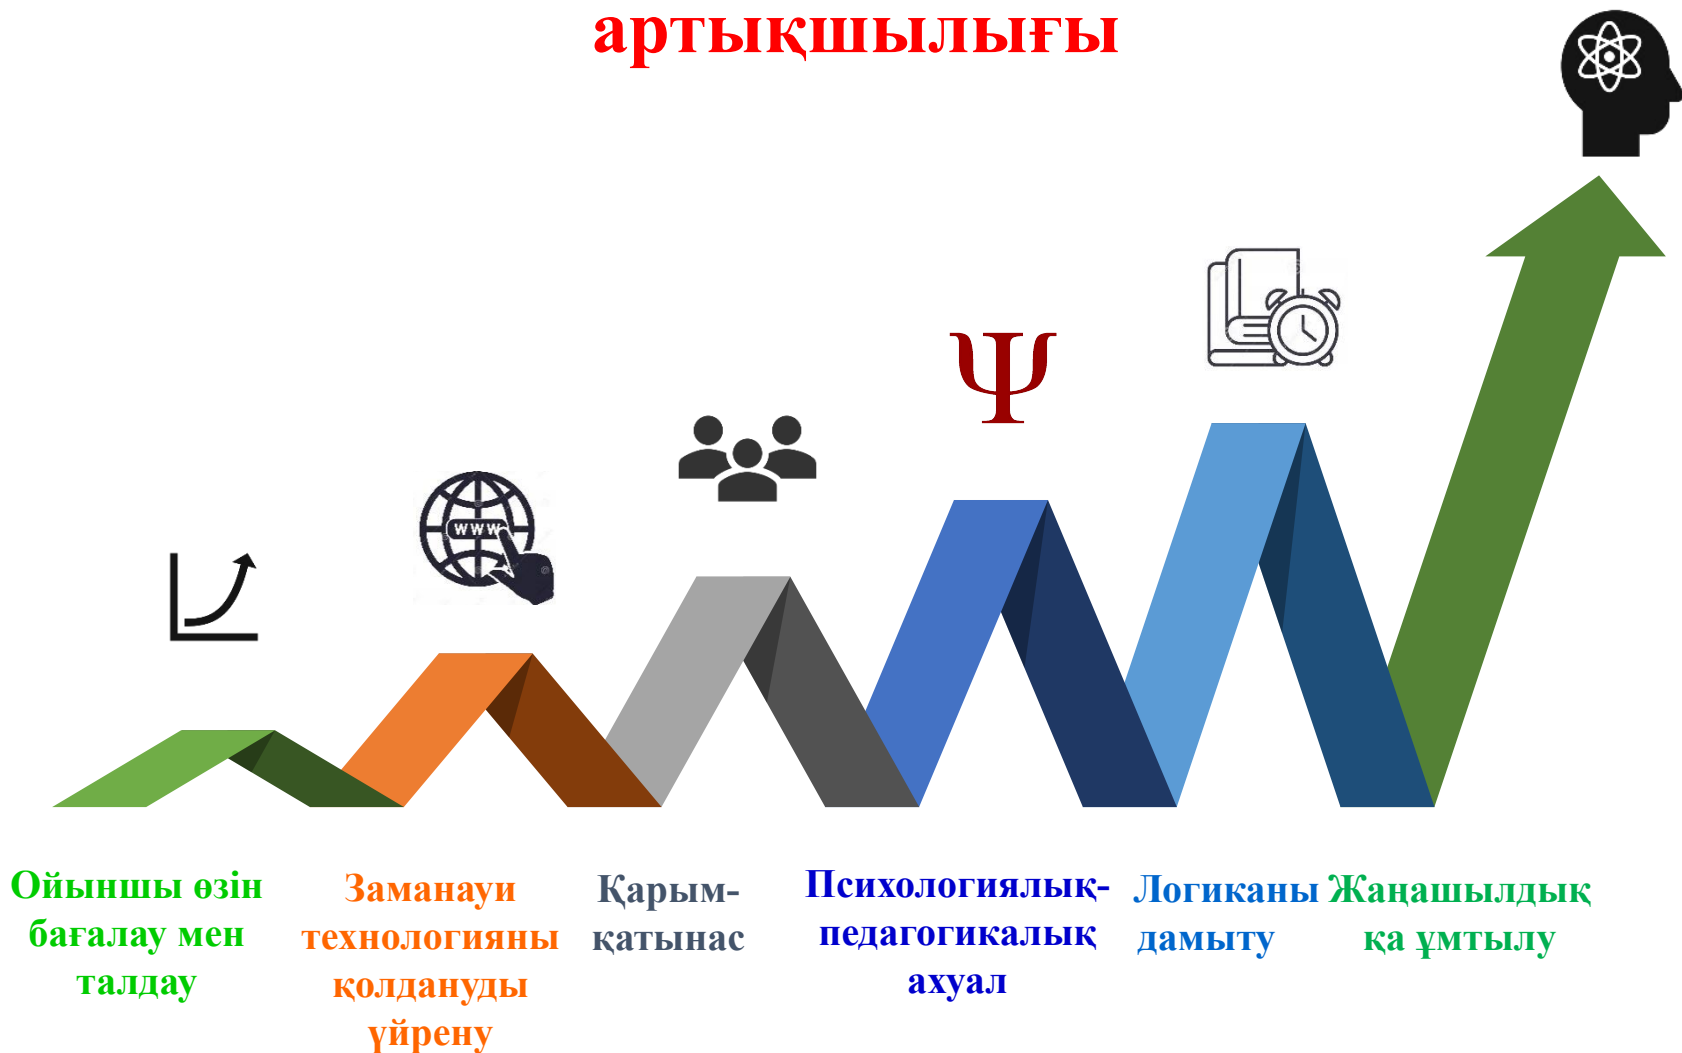 артықшылығы
WWW
Ψ
Ойыншы өзін
бағалау мен
талдау
Заманауи
технологияны
қолдануды
үйрену
Қарым-
қатынас
Психологиялық-
педагогикалық
ахуал
Логиканы
дамыту
Жаңашылдық
қа ұмтылу